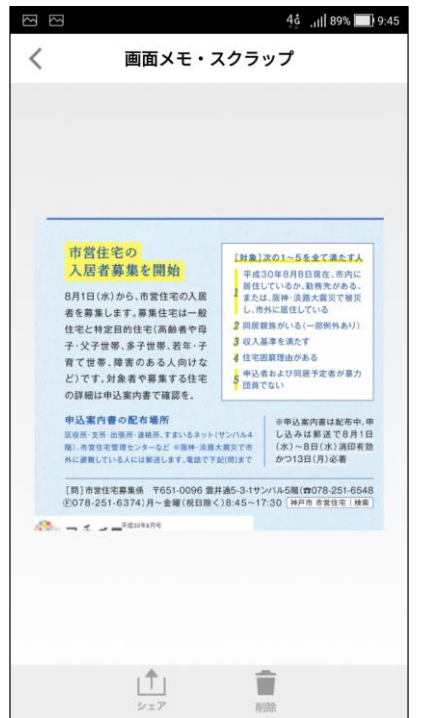 4G 89% 9:45
画面メモ・スクラップ
市営住宅の
入居者募集を開始
8月1日(水)から、市営住宅の入居
者を募集します。募集住宅は一般
住宅と特定目的住宅(高齢者や母
子・父子世帯、多子世帯、若年・子
育て世帯、障害のある人向けな
ど)です。対象者や募集する住宅
の詳細は申込案内書で確認を。
[対象]次の1~5を全て満たす人
1 平成30年8月8日現在、市内に
居住しているか、勤務先がある。
または、阪神・淡路大震災で被災
し、市外に居住している
2 同居親族がいる(一部例外あり)
3 収入基準を満たす
4 住宅困窮理由がある
5 申込者および同居予定者が暴力
団員でない
申込案内書の配布場所
区役所・支所・出張所・連絡所、すまいるネット(サンパル4
階)、市営住宅管理センターなど ※阪神・淡路大震災で市
外に避難している人には郵送します。電話で下記[問]まで
※申込案内書は配布中。申
し込みは郵送で8月1日
(水)~8日(水)消印有効
かつ13日(月)必着
[問]市営住宅募集係 〒651-0096 雲井通5-3-1サンパル5階(☎078-251-6548
Ⓕ078-251-6374)月~金曜(祝日除く)8:45~17:30 神戸市 市営住宅 検索
平成30年8月号
シェア
削除